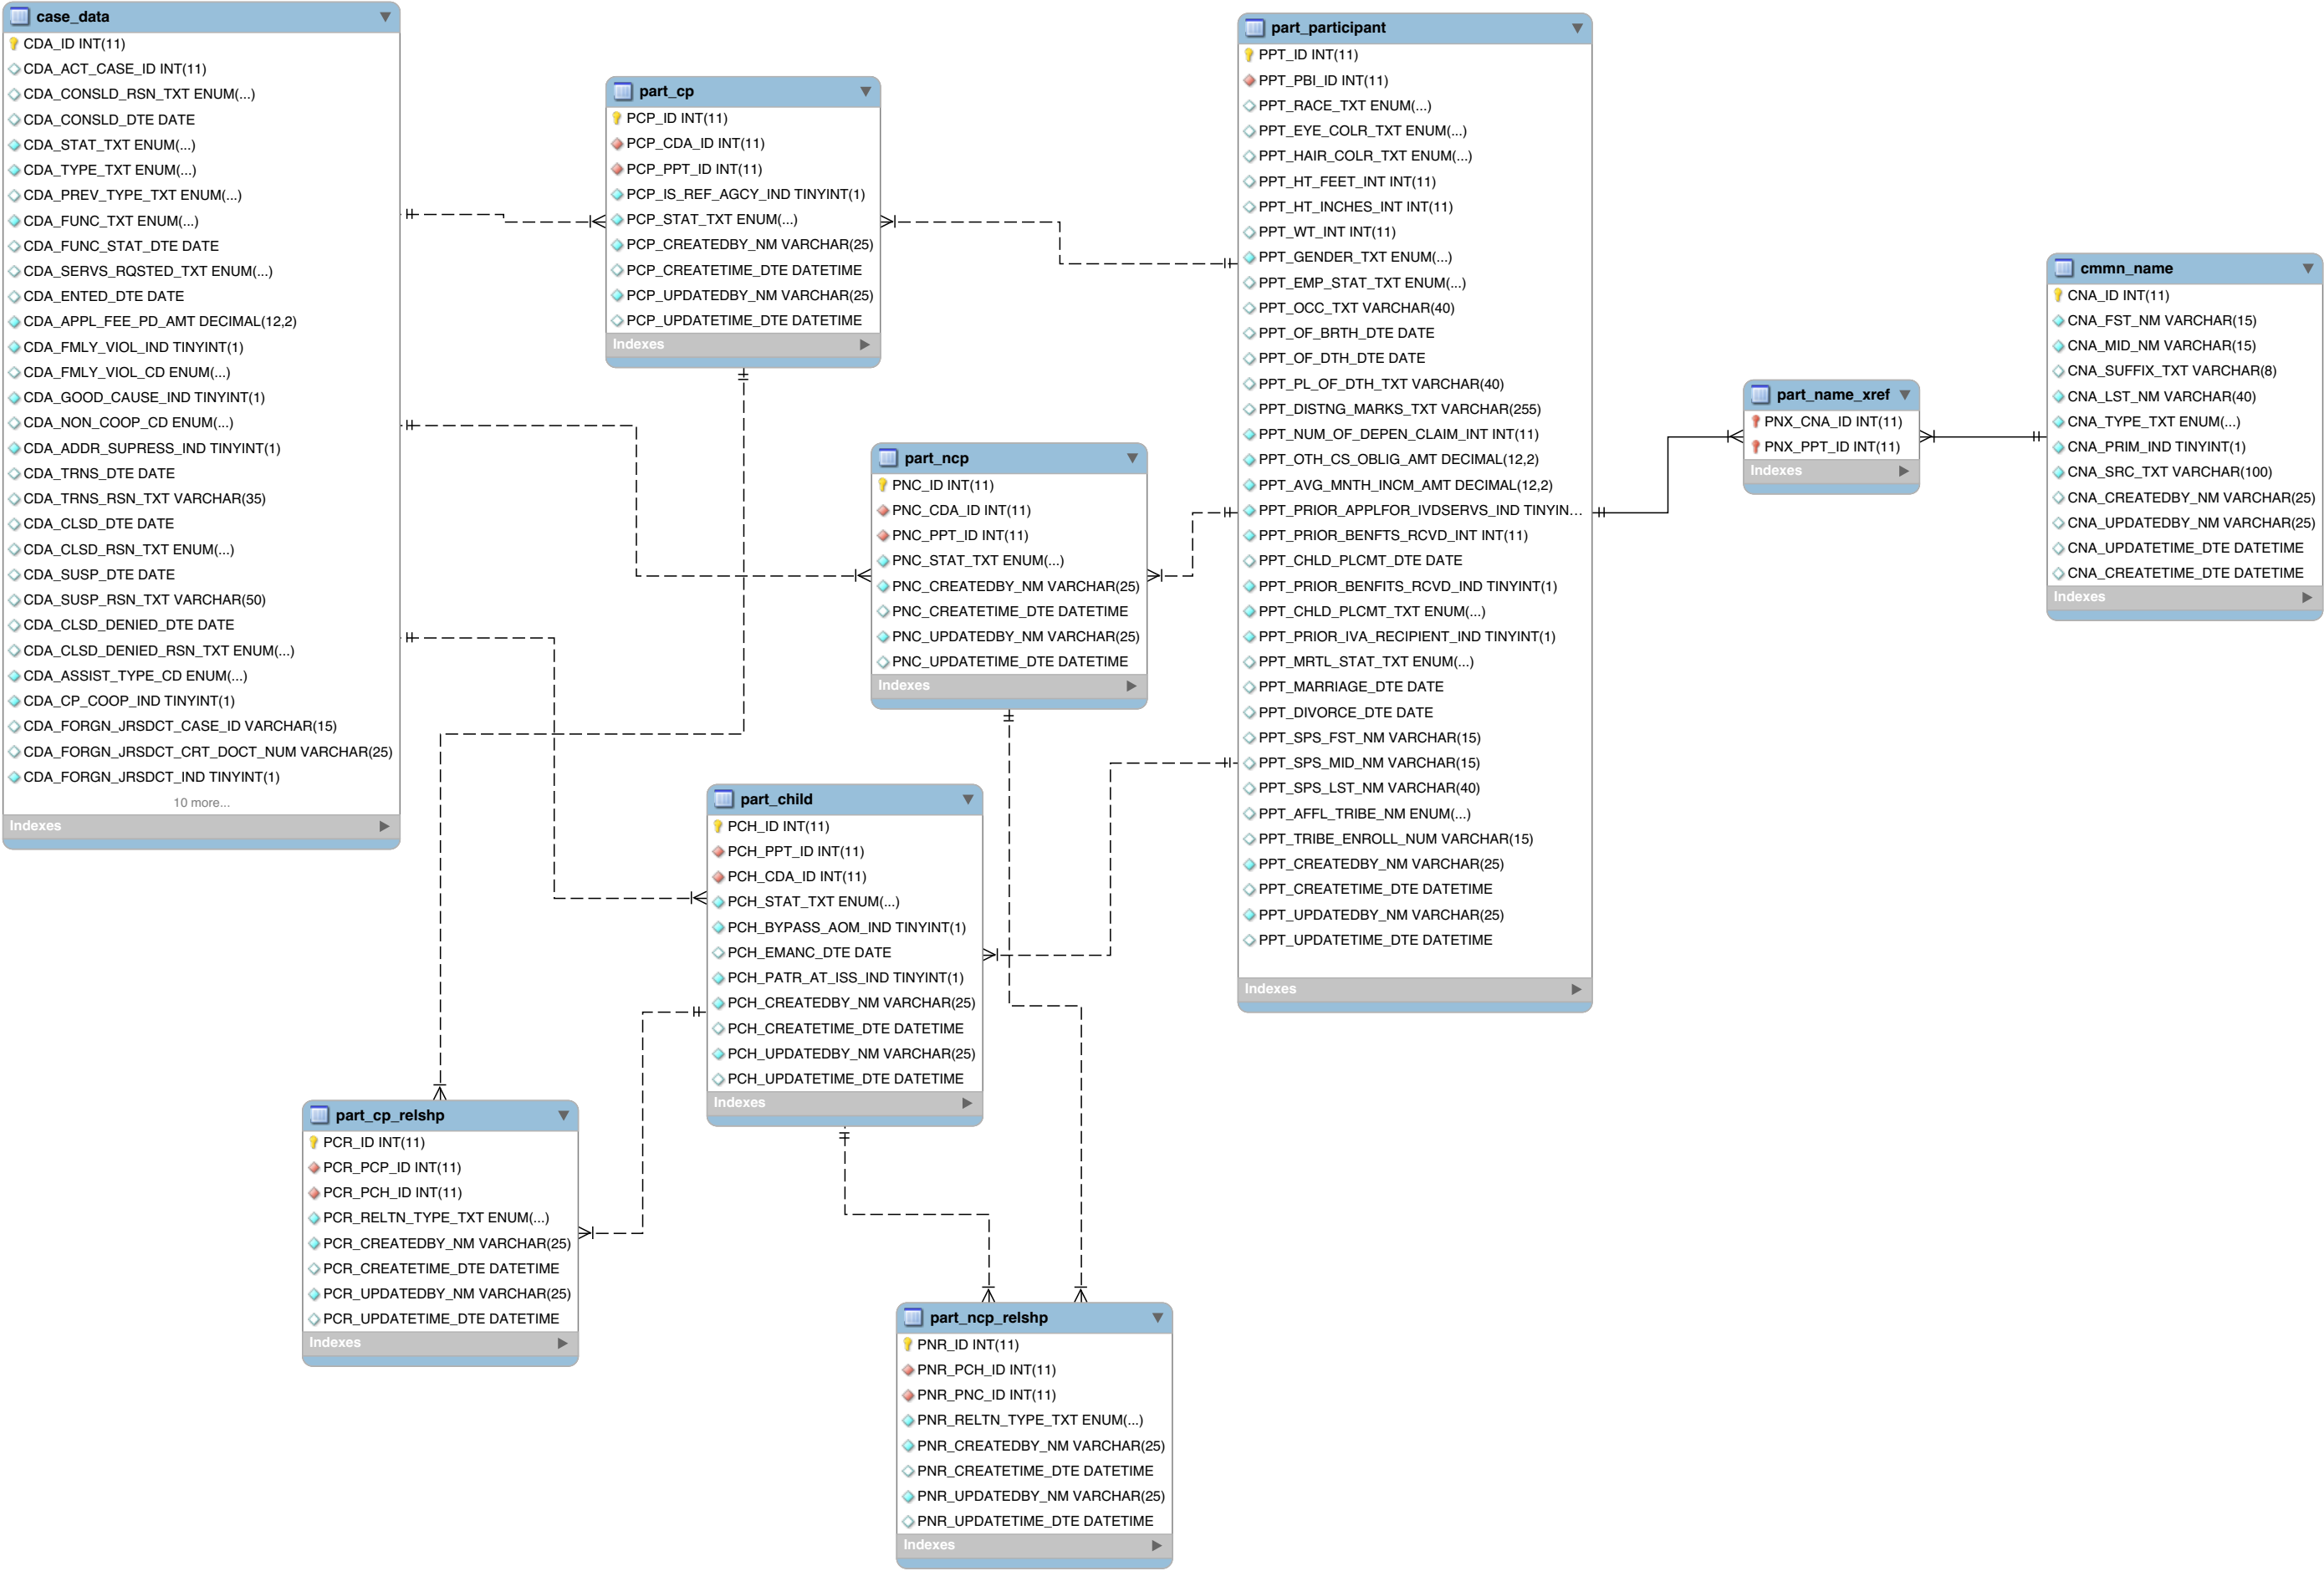 case_data
CDA_ID INT(11)
CDA_ACT_CASE_ID INT(11)
CDA_CONSLD_RSN_TXT ENUM(...)
CDA_CONSLD_DTE DATE
CDA_STAT_TXT ENUM(...)
CDA_TYPE_TXT ENUM(...)
CDA_PREV_TYPE_TXT ENUM(...)
CDA_FUNC_TXT ENUM(...)
CDA_FUNC_STAT_DTE DATE
CDA_SERVS_RQSTED_TXT ENUM(...)
CDA_ENTED_DTE DATE
CDA_APPL_FEE_PD_AMT DECIMAL(12,2)
CDA_FMLY_VIOL_IND TINYINT(1)
CDA_FMLY_VIOL_CD ENUM(...)
CDA_GOOD_CAUSE_IND TINYINT(1)
CDA_NON_COOP_CD ENUM(...)
CDA_ADDR_SUPRESS_IND TINYINT(1)
CDA_TRNS_DTE DATE
CDA_TRNS_RSN_TXT VARCHAR(35)
CDA_CLSD_DTE DATE
CDA_CLSD_RSN_TXT ENUM(...)
CDA_SUSP_DTE DATE
CDA_SUSP_RSN_TXT VARCHAR(50)
CDA_CLSD_DENIED_DTE DATE
CDA_CLSD_DENIED_RSN_TXT ENUM(...)
CDA_ASSIST_TYPE_CD ENUM(...)
CDA_CP_COOP_IND TINYINT(1)
CDA_FORGN_JRSDCT_CASE_ID VARCHAR(15)
CDA_FORGN_JRSDCT_CRT_DOCT_NUM VARCHAR(25)
CDA_FORGN_JRSDCT_IND TINYINT(1)
10 more...
Indexes
part_cp
PCP_ID INT(11)
PCP_CDA_ID INT(11)
PCP_PPT_ID INT(11)
PCP_IS_REF_AGCY_IND TINYINT(1)
PCP_STAT_TXT ENUM(...)
PCP_CREATEDBY_NM VARCHAR(25)
PCP_CREATETIME_DTE DATETIME
PCP_UPDATEDBY_NM VARCHAR(25)
PCP_UPDATETIME_DTE DATETIME
Indexes
part_participant
PPT_ID INT(11)
PPT_PBI_ID INT(11)
PPT_RACE_TXT ENUM(...)
PPT_EYE_COLR_TXT ENUM(...)
PPT_HAIR_COLR_TXT ENUM(...)
PPT_HT_FEET_INT INT(11)
PPT_HT_INCHES_INT INT(11)
PPT_WT_INT INT(11)
PPT_GENDER_TXT ENUM(...)
PPT_EMP_STAT_TXT ENUM(...)
PPT_OCC_TXT VARCHAR(40)
PPT_OF_BRTH_DTE DATE
PPT_OF_DTH_DTE DATE
PPT_PL_OF_DTH_TXT VARCHAR(40)
PPT_DISTNG_MARKS_TXT VARCHAR(255)
PPT_NUM_OF_DEPEN_CLAIM_INT INT(11)
PPT_OTH_CS_OBLIG_AMT DECIMAL(12,2)
PPT_AVG_MNTH_INCM_AMT DECIMAL(12,2)
PPT_PRIOR_APPLFOR_IVDSERVS_IND TINYIN...
PPT_PRIOR_BENFTS_RCVD_INT INT(11)
PPT_CHLD_PLCMT_DTE DATE
PPT_PRIOR_BENFITS_RCVD_IND TINYINT(1)
PPT_CHLD_PLCMT_TXT ENUM(...)
PPT_PRIOR_IVA_RECIPIENT_IND TINYINT(1)
PPT_MRTL_STAT_TXT ENUM(...)
PPT_MARRIAGE_DTE DATE
PPT_DIVORCE_DTE DATE
PPT_SPS_FST_NM VARCHAR(15)
PPT_SPS_MID_NM VARCHAR(15)
PPT_SPS_LST_NM VARCHAR(40)
PPT_AFFL_TRIBE_NM ENUM(...)
PPT_TRIBE_ENROLL_NUM VARCHAR(15)
PPT_CREATEDBY_NM VARCHAR(25)
PPT_CREATETIME_DTE DATETIME
PPT_UPDATEDBY_NM VARCHAR(25)
PPT_UPDATETIME_DTE DATETIME
Indexes
part_name_xref
PNX_CNA_ID INT(11)
PNX_PPT_ID INT(11)
Indexes
cmmn_name
CNA_ID INT(11)
CNA_FST_NM VARCHAR(15)
CNA_MID_NM VARCHAR(15)
CNA_SUFFIX_TXT VARCHAR(8)
CNA_LST_NM VARCHAR(40)
CNA_TYPE_TXT ENUM(...)
CNA_PRIM_IND TINYINT(1)
CNA_SRC_TXT VARCHAR(100)
CNA_CREATEDBY_NM VARCHAR(25)
CNA_UPDATEDBY_NM VARCHAR(25)
CNA_UPDATETIME_DTE DATETIME
CNA_CREATETIME_DTE DATETIME
Indexes
part_ncp
PNC_ID INT(11)
PNC_CDA_ID INT(11)
PNC_PPT_ID INT(11)
PNC_STAT_TXT ENUM(...)
PNC_CREATEDBY_NM VARCHAR(25)
PNC_CREATETIME_DTE DATETIME
PNC_UPDATEDBY_NM VARCHAR(25)
PNC_UPDATETIME_DTE DATETIME
Indexes
part_child
PCH_ID INT(11)
PCH_PPT_ID INT(11)
PCH_CDA_ID INT(11)
PCH_STAT_TXT ENUM(...)
PCH_BYPASS_AOM_IND TINYINT(1)
PCH_EMANC_DTE DATE
PCH_PATR_AT_ISS_IND TINYINT(1)
PCH_CREATEDBY_NM VARCHAR(25)
PCH_CREATETIME_DTE DATETIME
PCH_UPDATEDBY_NM VARCHAR(25)
PCH_UPDATETIME_DTE DATETIME
Indexes
part_cp_relshp
PCR_ID INT(11)
PCR_PCP_ID INT(11)
PCR_PCH_ID INT(11)
PCR_RELTN_TYPE_TXT ENUM(...)
PCR_CREATEDBY_NM VARCHAR(25)
PCR_CREATETIME_DTE DATETIME
PCR_UPDATEDBY_NM VARCHAR(25)
PCR_UPDATETIME_DTE DATETIME
Indexes
part_ncp_relshp
PNR_ID INT(11)
PNR_PCH_ID INT(11)
PNR_PNC_ID INT(11)
PNR_RELTN_TYPE_TXT ENUM(...)
PNR_CREATEDBY_NM VARCHAR(25)
PNR_CREATETIME_DTE DATETIME
PNR_UPDATEDBY_NM VARCHAR(25)
PNR_UPDATETIME_DTE DATETIME
Indexes